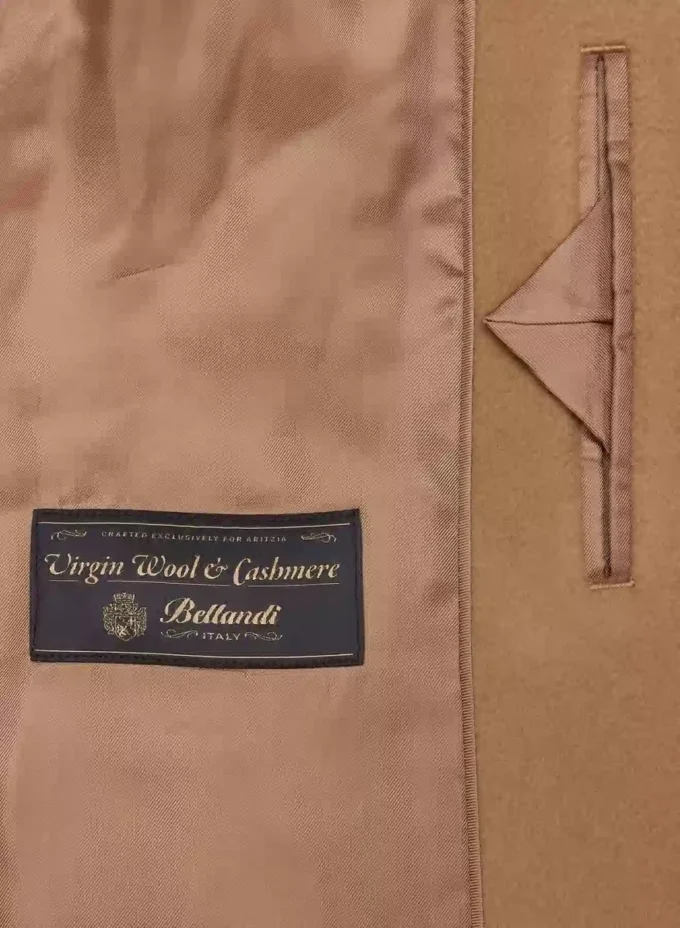 CRAFTED EXCLUSIVELY FOR ARITZIA
Virgin Wool & Cashmere
Bellandi
ITALY